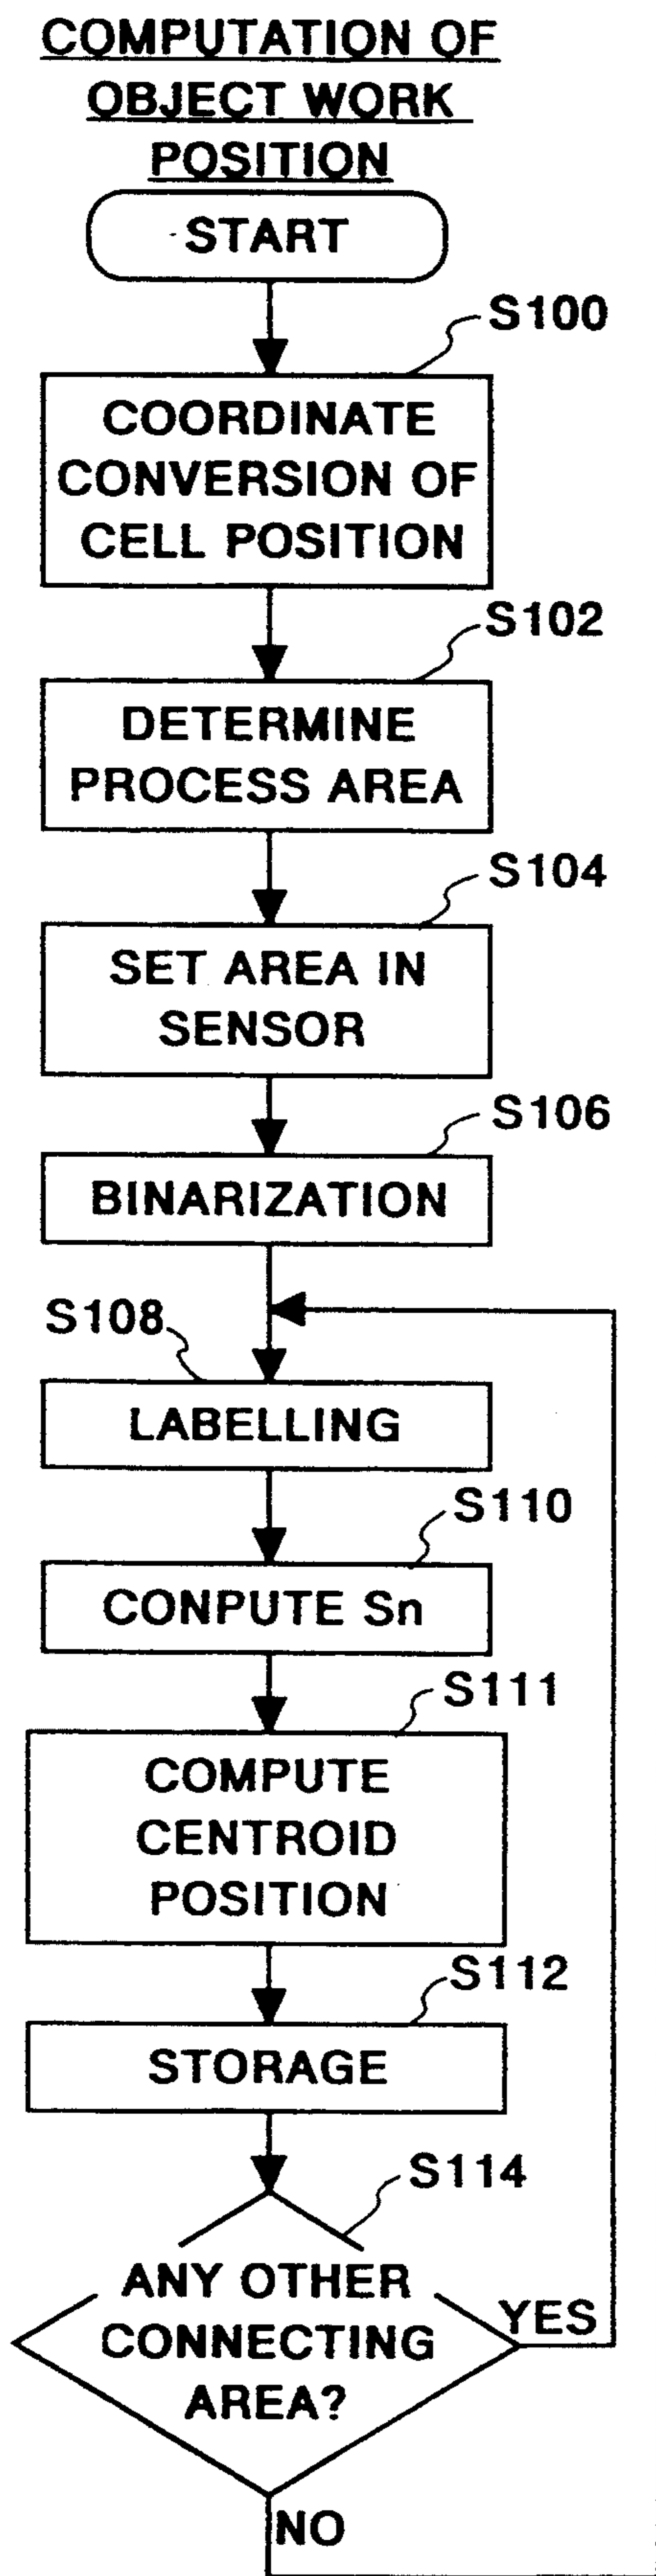 COMPUTATION OF
OBJECT WORK
POSITION
START
S100
COORDINATE
CONVERSION OF
CELL POSITION
S102
DETERMINE
PROCESS AREA
S104
SET AREA IN
SENSOR
S106
BINARIZATION
S108
LABELLING
S110
CONPUTE Sn
S111
COMPUTE
CENTROID
POSITION
S112
STORAGE
S114
ANY OTHER
CONNECTING
AREA?
YES
NO